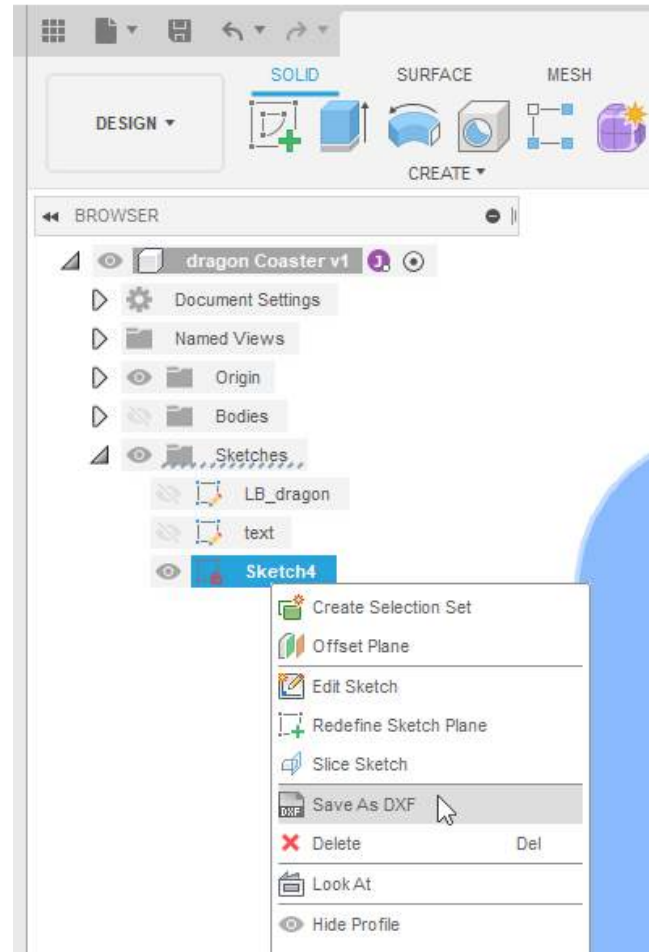 SOLID SURFACE MESH
DESIGN
CREATE
BROWSER
dragon Coaster v1 J
Document Settings
Named Views
Origin
Bodies
Sketches
LB_dragon
text
Sketch4
Create Selection Set
Offset Plane
Edit Sketch
Redefine Sketch Plane
Slice Sketch
DXF Save As DXF
Delete Del
Look At
Hide Profile